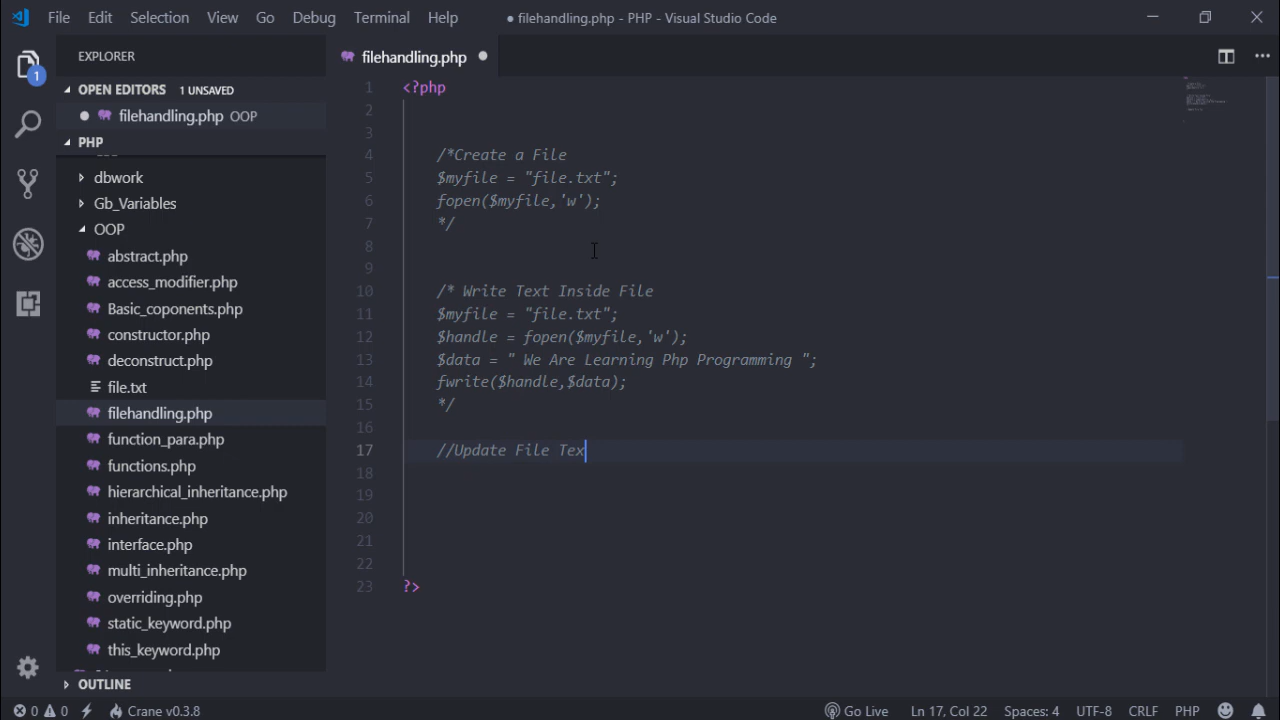 File Edit Selection View Go Debug Terminal Help
● filehandling.php - PHP - Visual Studio Code
EXPLORER
OPEN EDITORS 1 UNSAVED
filehandling.php OOP
PHP
dbwork
Gb_Variables
OOP
abstract.php
access_modifier.php
Basic_coponents.php
constructor.php
deconstruct.php
file.txt
filehandling.php
function_para.php
functions.php
hierarchical_inheritance.php
inheritance.php
interface.php
multi_inheritance.php
overriding.php
static_keyword.php
this_keyword.php
OUTLINE
1
filehandling.php
1 <?php
2
3
4 /*Create a File
5 $myfile = "file.txt";
6 fopen($myfile,'w');
7 */
8
9
10 /* Write Text Inside File
11 $myfile = "file.txt";
12 $handle = fopen($myfile,'w');
13 $data = " We Are Learning Php Programming ";
14 fwrite($handle,$data);
15 */
16
17 //Update File Tex
18
19
20
21
22
23 ?>
0 0 Crane v0.3.8 Go Live Ln 17, Col 22 Spaces: 4 UTF-8 CRLF PHP